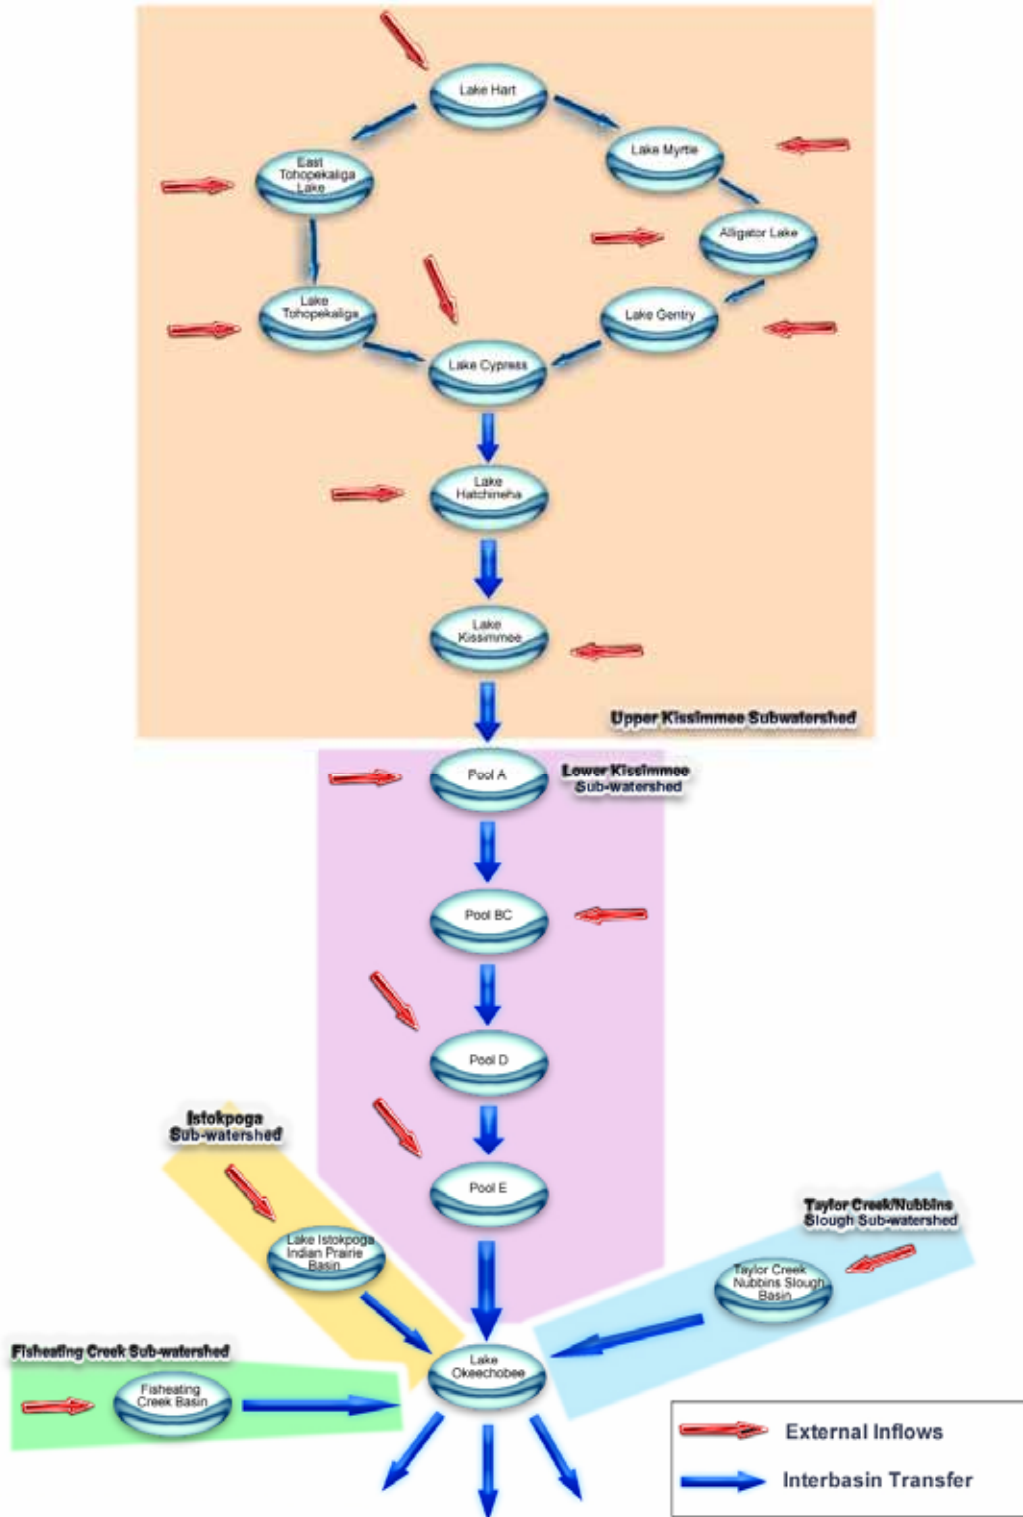 Lake Hart
Lake Myrtle
East
Tohopekaliga
Lake
Alligator Lake
Lake
Tohopekaliga
Lake Gentry
Lake Cypress
Lake
Hatchineha
Lake
Kissimmee
Upper Kissimmee Subwatershed
Pool A
Lower Kissimmee
Sub-watershed
Pool BC
Pool D
Istokpoga
Sub-watershed
Pool E
Taylor Creek/Nubbins
Slough Sub-watershed
Lake Istokpoga
Indian Prairie
Basin
Taylor Creek
Nubbins Slough
Basin
Fisheating Creek Sub-watershed
Lake
Okeechobee
Fisheating
Creek Basin
External Inflows
Interbasin Transfer